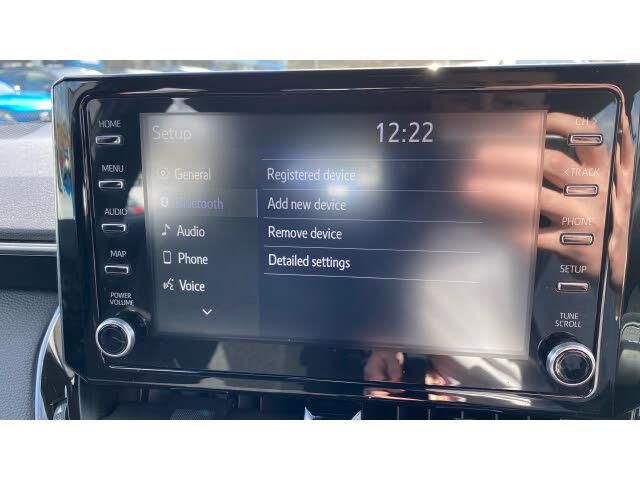 Setup
12:22
General
Bluetooth
Audio
Phone
Voice
Registered device
Add new device
Remove device
Detailed settings
HOME
MENU
AUDIO
MAP
POWER
VOLUME
CH >
< TRACK
PHONE
SETUP
TUNE
SCROLL